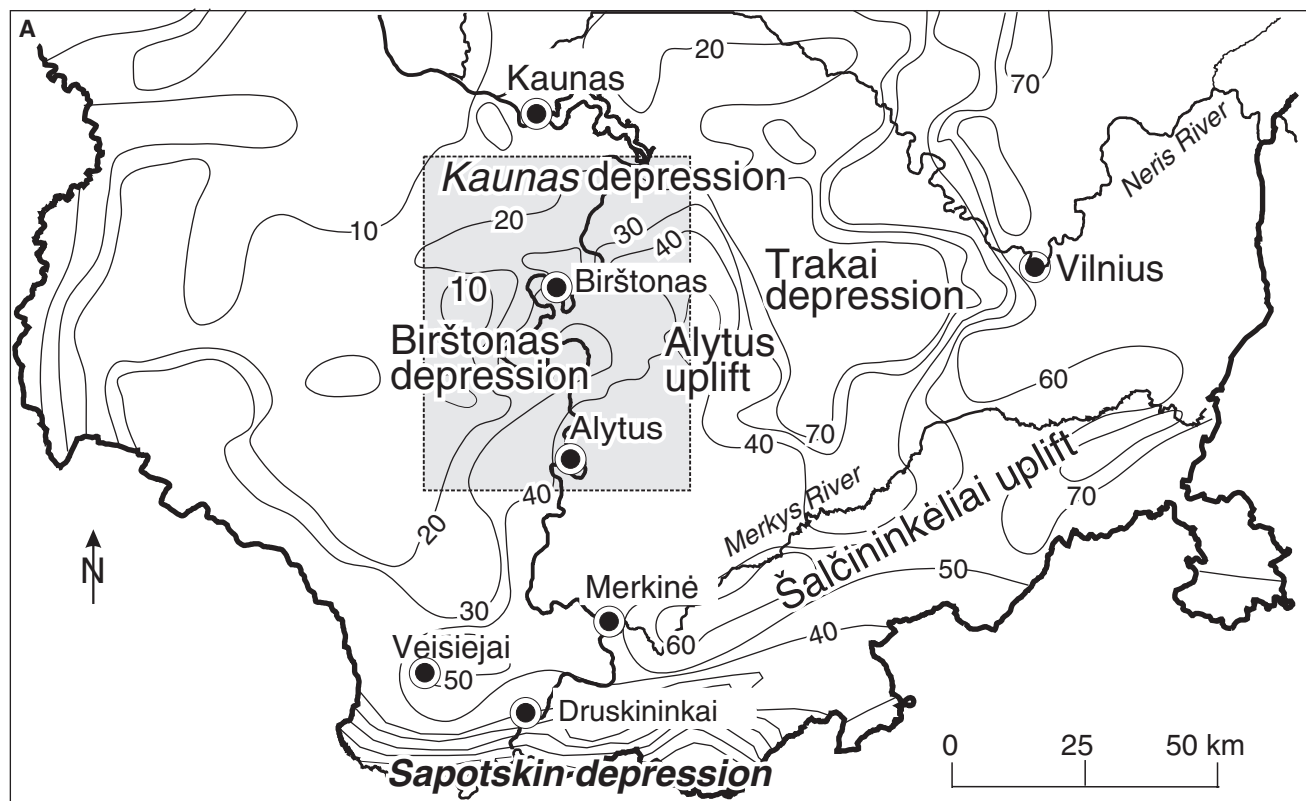 A
20
70
Kaunas
Neris River
Kaunas depression
10
20
30
40
Trakai
depression
Vilnius
Birštonas
10
Birštonas
depression
Alytus
uplift
60
Alytus
40
70
40
20
Merkys River
Šalčininkėliai uplift
70
N
30
Merkinė
50
60
40
Veisiejai
50
Druskininkai
0 25 50 km
Sapotskin depression